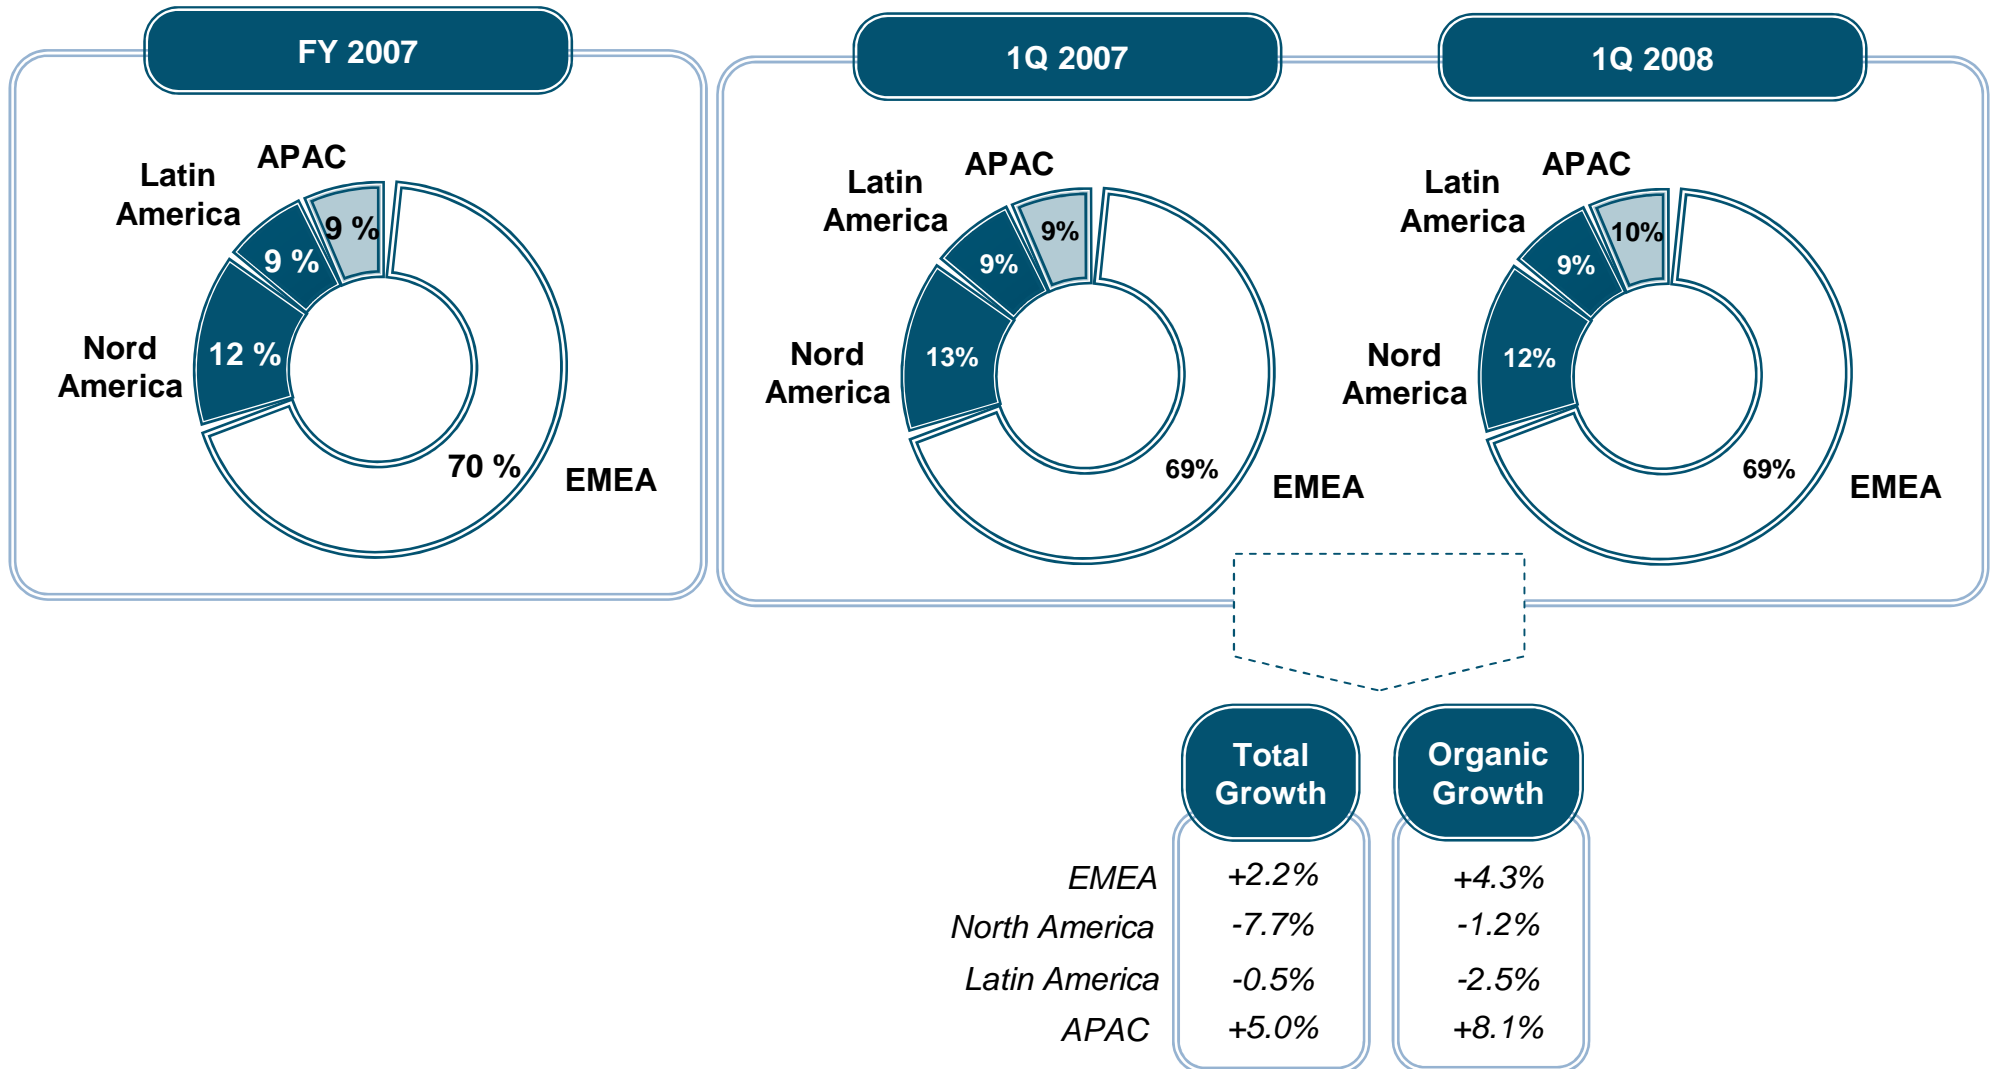 FY 2007
APAC
Latin
America
9 %
9 %
Nord
America
12 %
70 %
EMEA
1Q 2007
APAC
Latin
America
9%
9%
Nord
America
13%
69%
EMEA
1Q 2008
APAC
Latin
America
10%
9%
Nord
America
12%
69%
EMEA
Total
Growth
Organic
Growth
EMEA +2.2% +4.3%
North America -7.7% -1.2%
Latin America -0.5% -2.5%
APAC +5.0% +8.1%